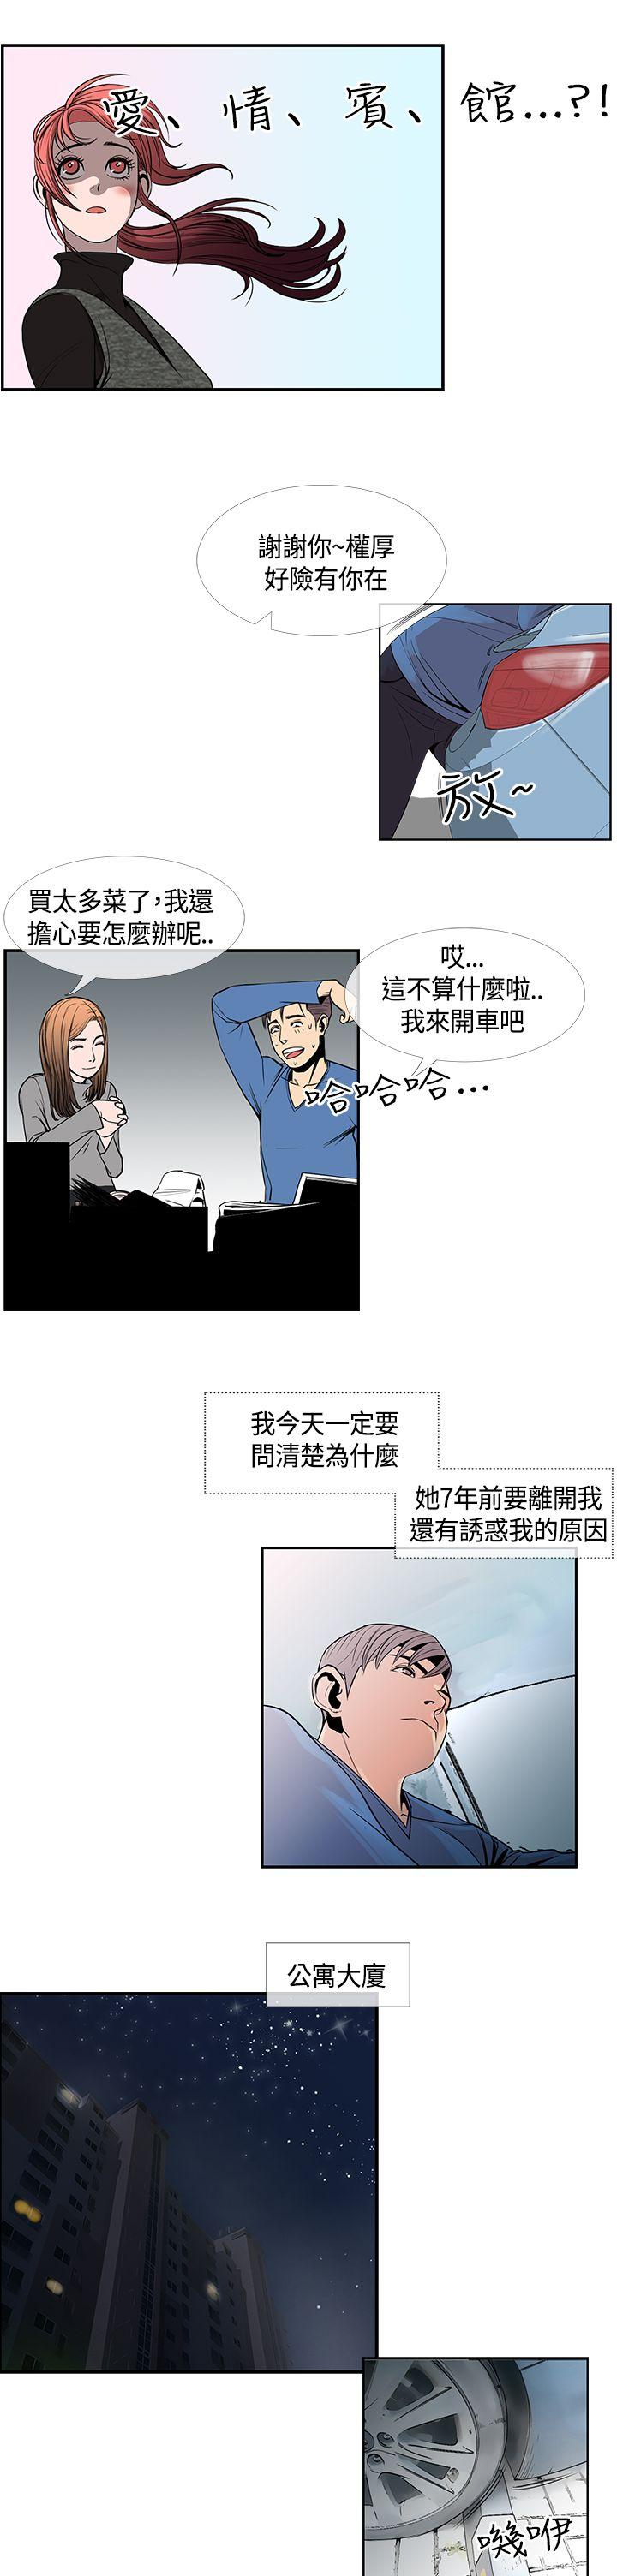 愛、情、賓、館...?!
謝謝你~權厚
好險有你在
放~
買太多菜了,我還
擔心要怎麼辦呢..
哎...
這不算什麼啦..
我來開車吧
哈哈哈...
我今天一定要
問清楚為什麼
她7年前要離開我
還有誘惑我的原因
公寓大廈
嘰咿